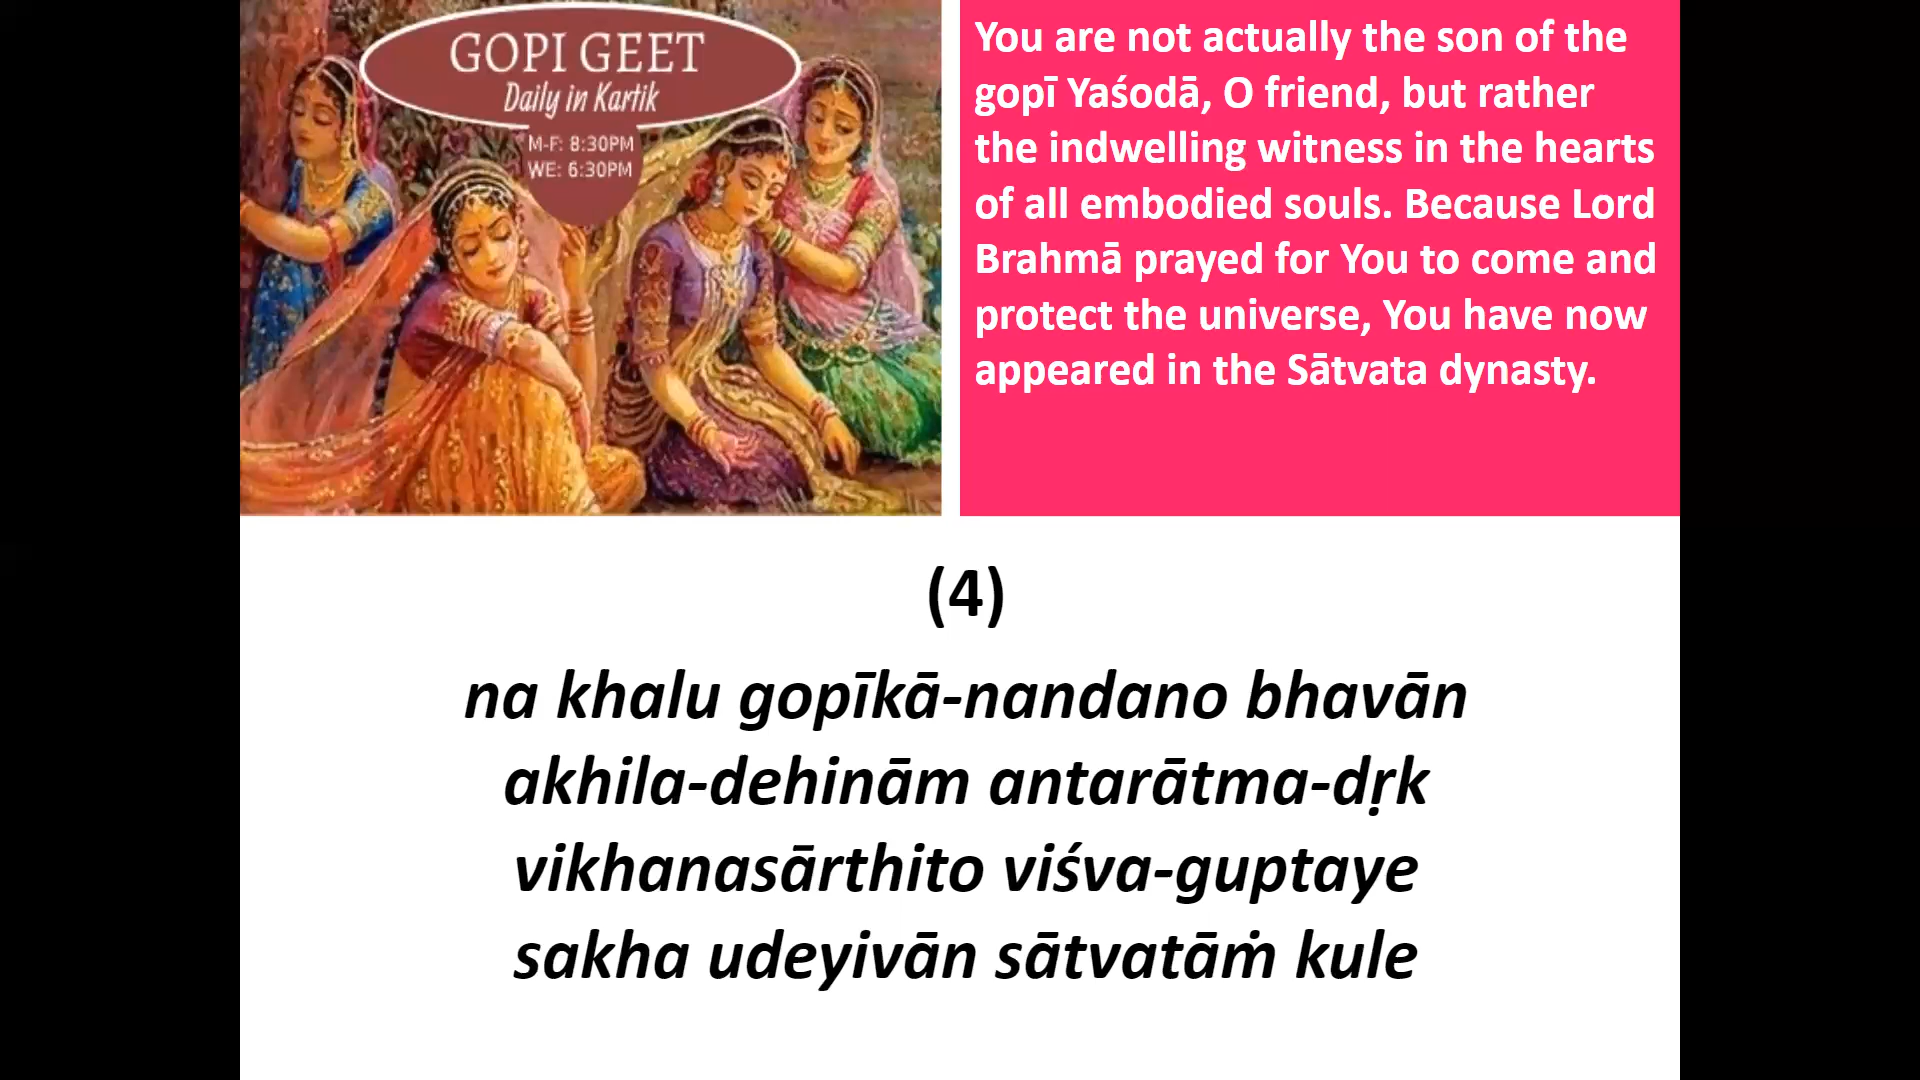 GOPI GEET
Daily in Kartik
M-F: 8:30PM
WE: 6:30PM
You are not actually the son of the
gopī Yaśodā, O friend, but rather
the indwelling witness in the hearts
of all embodied souls. Because Lord
Brahmā prayed for You to come and
protect the universe, You have now
appeared in the Sātvata dynasty.
(4)
na khalu gopīkā-nandano bhavān
akhila-dehinām antarātma-dṛk
vikhanasārthito viśva-guptaye
sakha udeyivān sātvatāṁ kule